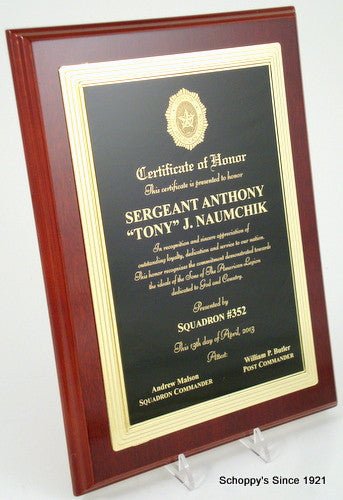 Certificate of Honor
This certificate is presented to honor
SERGEANT ANTHONY
“TONY” J. NAUMCHIK
In recognition and sincere appreciation of
outstanding loyalty, dedication and service to our nation.
This honor recognizes the commitment demonstrated towards
the ideals of the Sons of The American Legion
dedicated to God and Country.
Presented by
SQUADRON #352
This 13th day of April, 2013
Attest:
Andrew Malson
SQUADRON COMMANDER
William P. Butler
POST COMMANDER
Schoppy's Since 1921